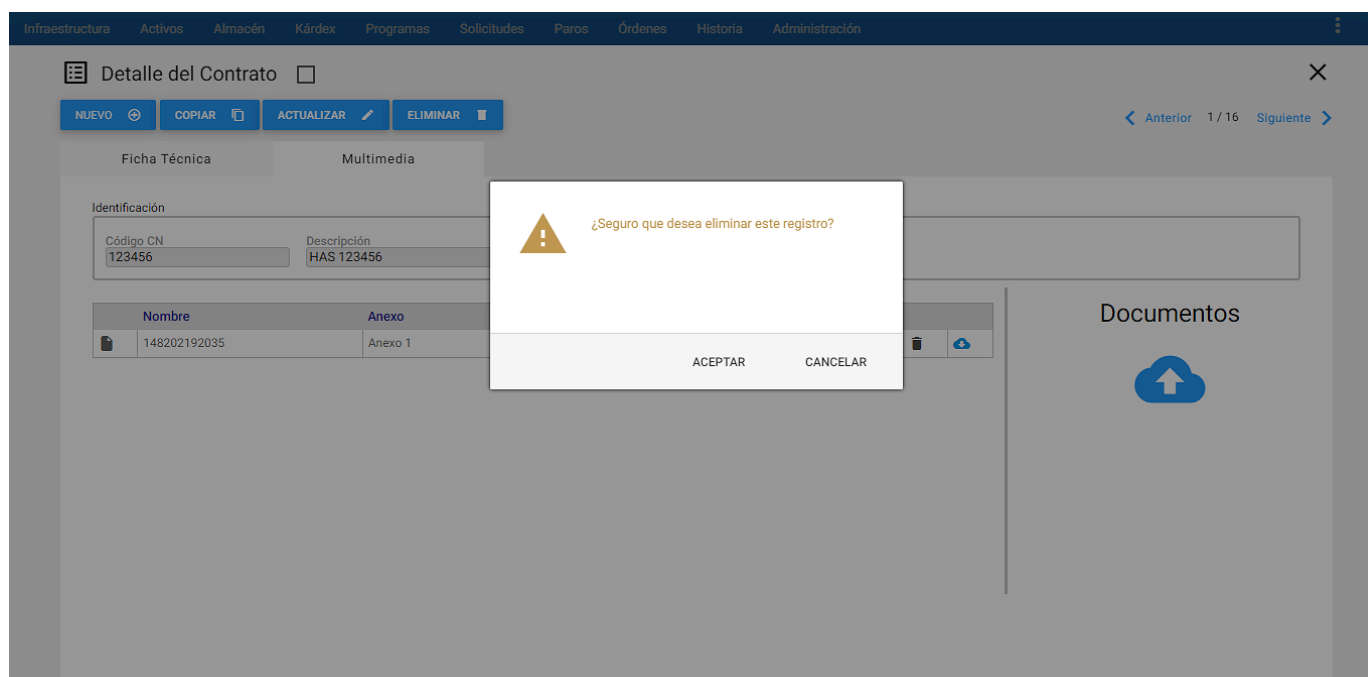 Infraestructura Activos Almacén Kárdex Programas Solicitudes Paros Órdenes Historia Administración
Detalle del Contrato
NUEVO COPIAR ACTUALIZAR ELIMINAR
Anterior 1 / 16 Siguiente
Ficha Técnica Multimedia
Identificación
Código CN Descripción
123456 HAS 123456
¿Seguro que desea eliminar este registro?
ACEPTAR CANCELAR
Nombre Anexo
148202192035 Anexo 1
Documentos